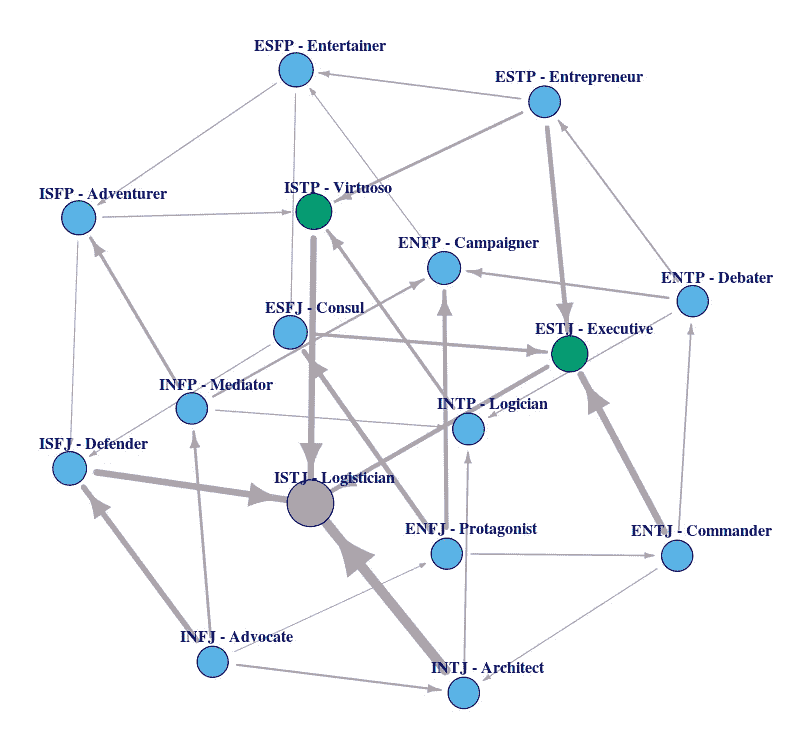 ESFP - Entertainer
ESTP - Entrepreneur
ISFP - Adventurer
ISTP - Virtuoso
ENFP - Campaigner
ENTP - Debater
ESFJ - Consul
ESTJ - Executive
INFP - Mediator
INTP - Logician
ISFJ - Defender
ISTJ - Logistician
ENFJ - Protagonist
ENTJ - Commander
INFJ - Advocate
INTJ - Architect